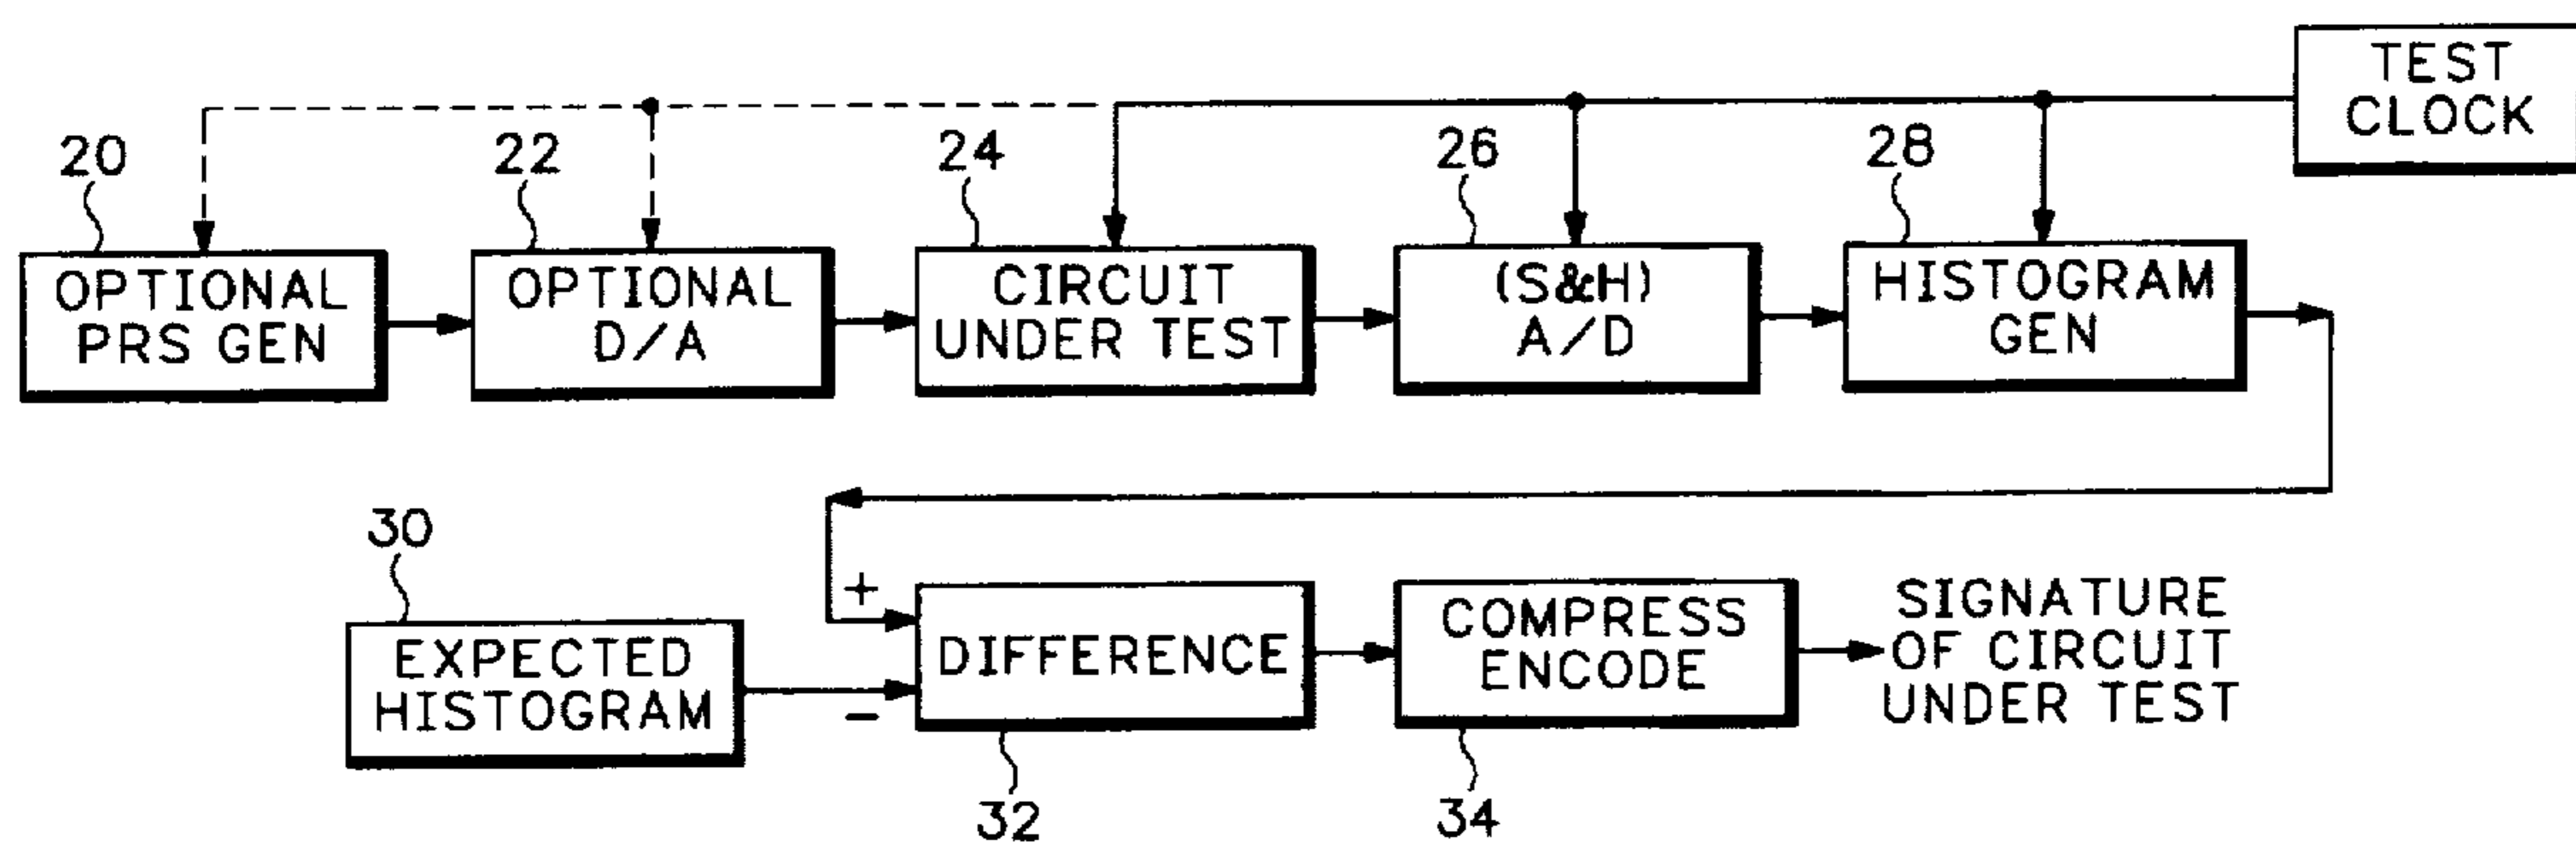 TEST
CLOCK
20
22
24
26
28
OPTIONAL
PRS GEN
OPTIONAL
D/A
CIRCUIT
UNDER TEST
(S&H)
A/D
HISTOGRAM
GEN
30
EXPECTED
HISTOGRAM
+
−
DIFFERENCE
COMPRESS
ENCODE
SIGNATURE
OF CIRCUIT
UNDER TEST
32
34